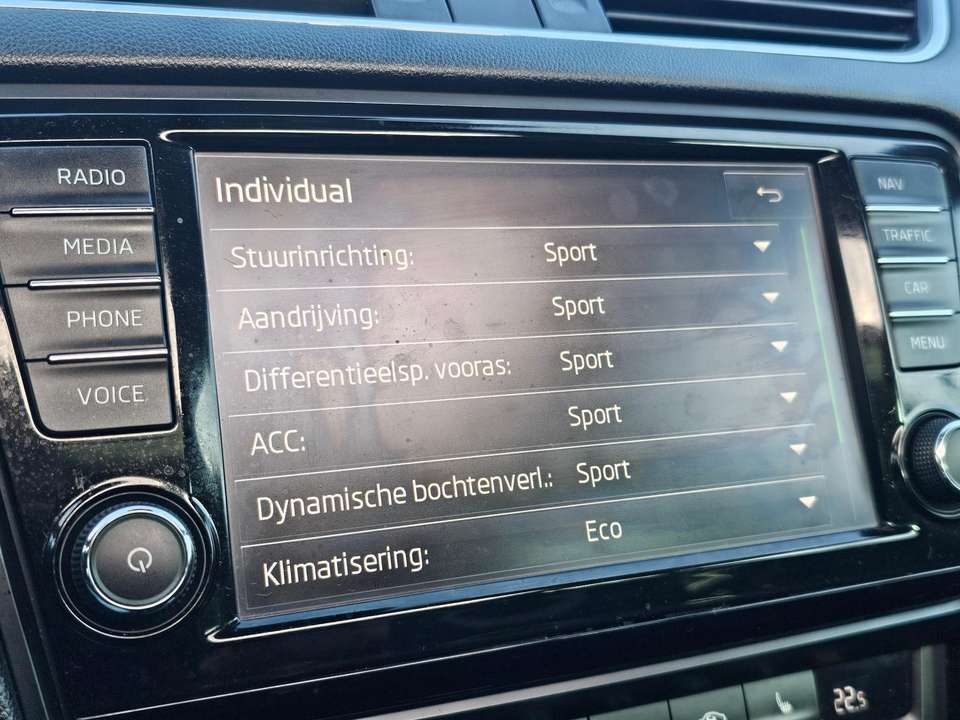 RADIO
MEDIA
PHONE
VOICE
Individual
Stuurinrichting: Sport
Aandrijving: Sport
Differentieelsp. vooras: Sport
ACC: Sport
Dynamische bochtenverl.: Sport
Klimatisering: Eco
NAV
TRAFFIC
CAR
MENU
22.5